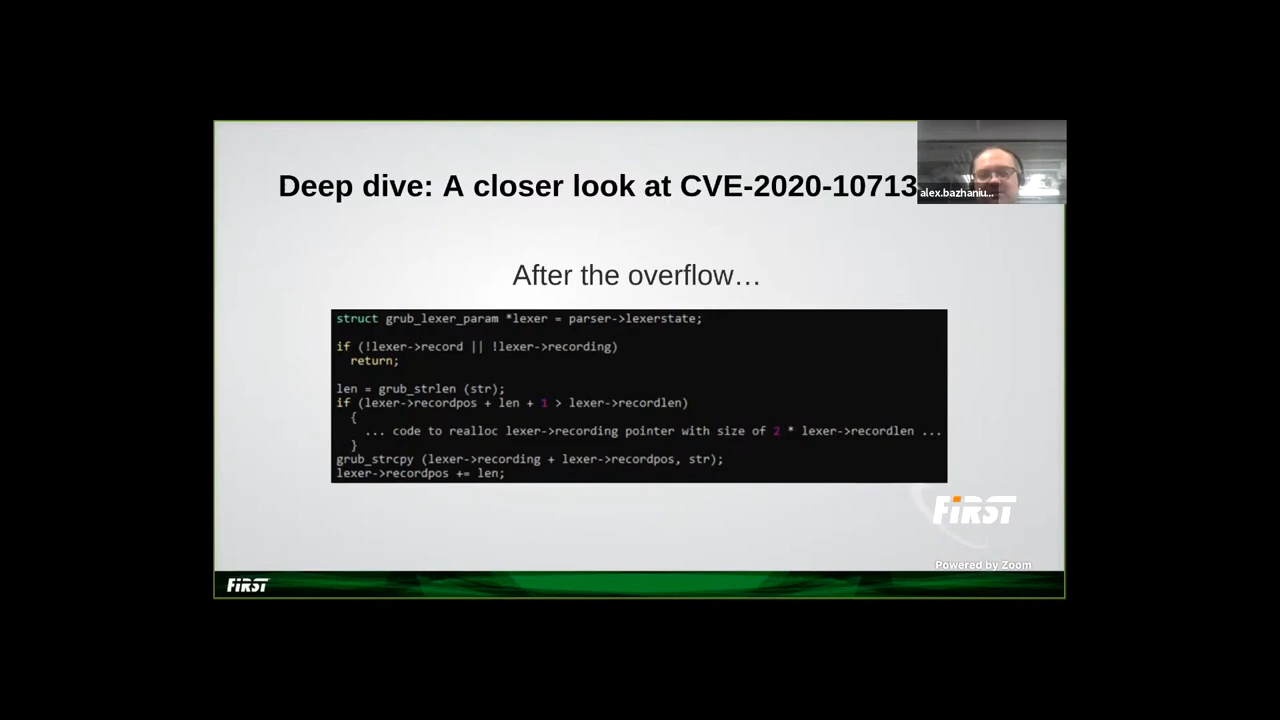 Deep dive: A closer look at CVE-2020-10713
alex.bazhaniu...
After the overflow…
struct grub_lexer_param *lexer = parser->lexerstate;
if (!lexer->record || !lexer->recording)
return;
len = grub_strlen (str);
if (lexer->recordpos + len + 1 > lexer->recordlen)
{
... code to realloc lexer->recording pointer with size of 2 * lexer->recordlen ...
}
grub_strcpy (lexer->recording + lexer->recordpos, str);
lexer->recordpos += len;
FiRST
Powered by Zoom
FiRST